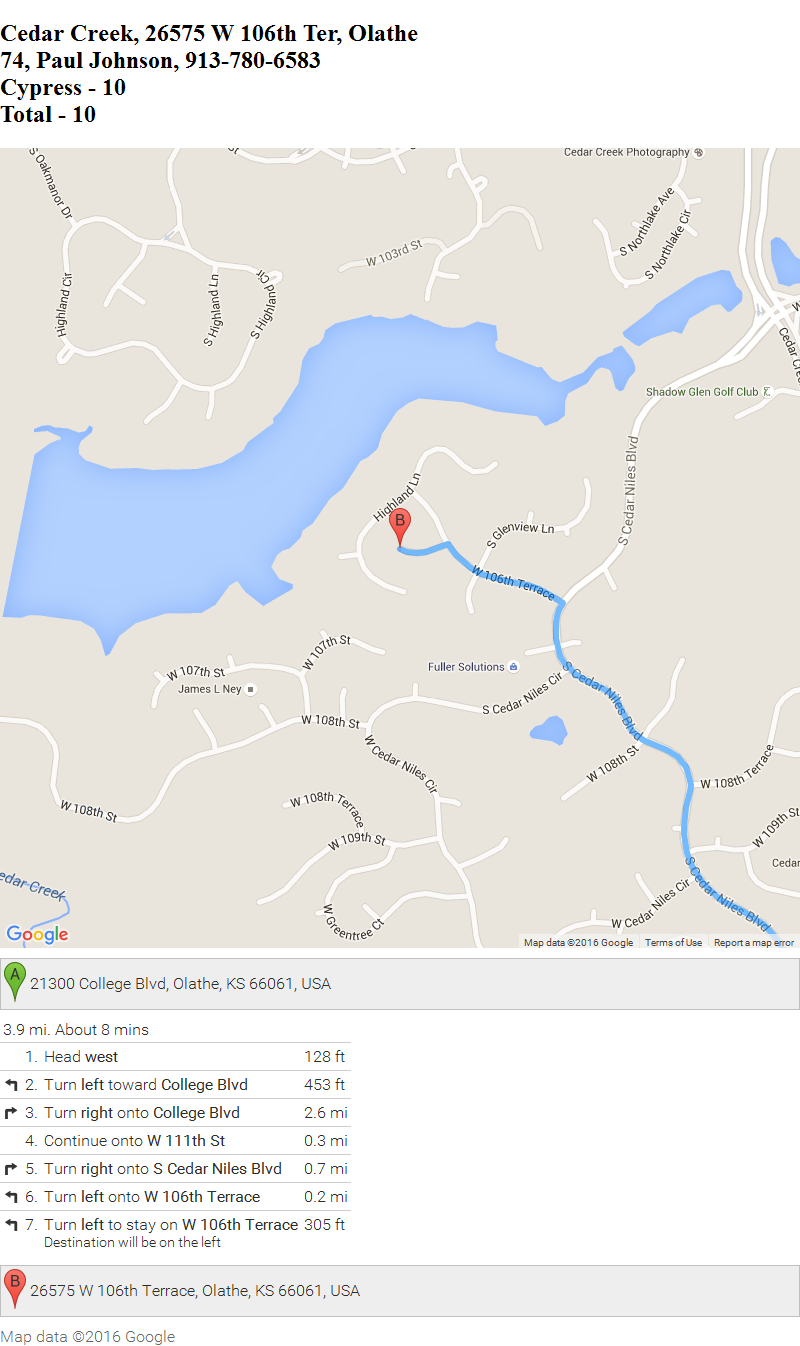 Cedar Creek, 26575 W 106th Ter, Olathe
74, Paul Johnson, 913-780-6583
Cypress - 10
Total - 10
Cedar Creek Photography
S Oakmanor Dr
S Northlake Ave
S Northlake Cir
W 103rd St
Highland Cir
S Highland Ln
S Highland Cir
Cedar Cre
Shadow Glen Golf Club
S Cedar Niles Blvd
Highland Ln
B
S Glenview Ln
W 106th Terrace
W 107th St
W 107th St
Fuller Solutions
James L Ney
S Cedar Niles Cir
S Cedar Niles Blvd
W 108th St
W Cedar Niles Cir
W 108th St
W 108th Terrace
W 108th St
W 108th Terrace
W 109th St
W 109th St
Cedar
edar Creek
W Greentree Ct
W Cedar Niles Cir
S Cedar Niles Blvd
Google
Map data ©2016 Google Terms of Use Report a map error
A 21300 College Blvd, Olathe, KS 66061, USA
3.9 mi. About 8 mins
1. Head west 128 ft
2. Turn left toward College Blvd 453 ft
3. Turn right onto College Blvd 2.6 mi
4. Continue onto W 111th St 0.3 mi
5. Turn right onto S Cedar Niles Blvd 0.7 mi
6. Turn left onto W 106th Terrace 0.2 mi
7. Turn left to stay on W 106th Terrace 305 ft
Destination will be on the left
B 26575 W 106th Terrace, Olathe, KS 66061, USA
Map data ©2016 Google